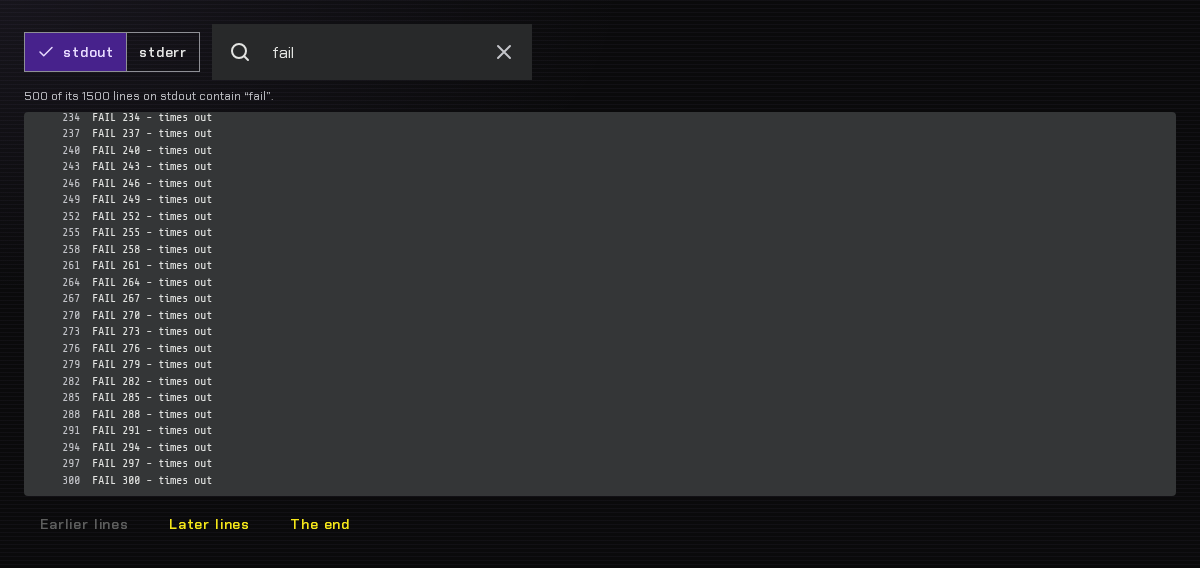 stdout stderr fail
500 of its 1500 lines on stdout contain “fail”.
234 FAIL 234 - times out
237 FAIL 237 - times out
240 FAIL 240 - times out
243 FAIL 243 - times out
246 FAIL 246 - times out
249 FAIL 249 - times out
252 FAIL 252 - times out
255 FAIL 255 - times out
258 FAIL 258 - times out
261 FAIL 261 - times out
264 FAIL 264 - times out
267 FAIL 267 - times out
270 FAIL 270 - times out
273 FAIL 273 - times out
276 FAIL 276 - times out
279 FAIL 279 - times out
282 FAIL 282 - times out
285 FAIL 285 - times out
288 FAIL 288 - times out
291 FAIL 291 - times out
294 FAIL 294 - times out
297 FAIL 297 - times out
300 FAIL 300 - times out
Earlier lines Later lines The end